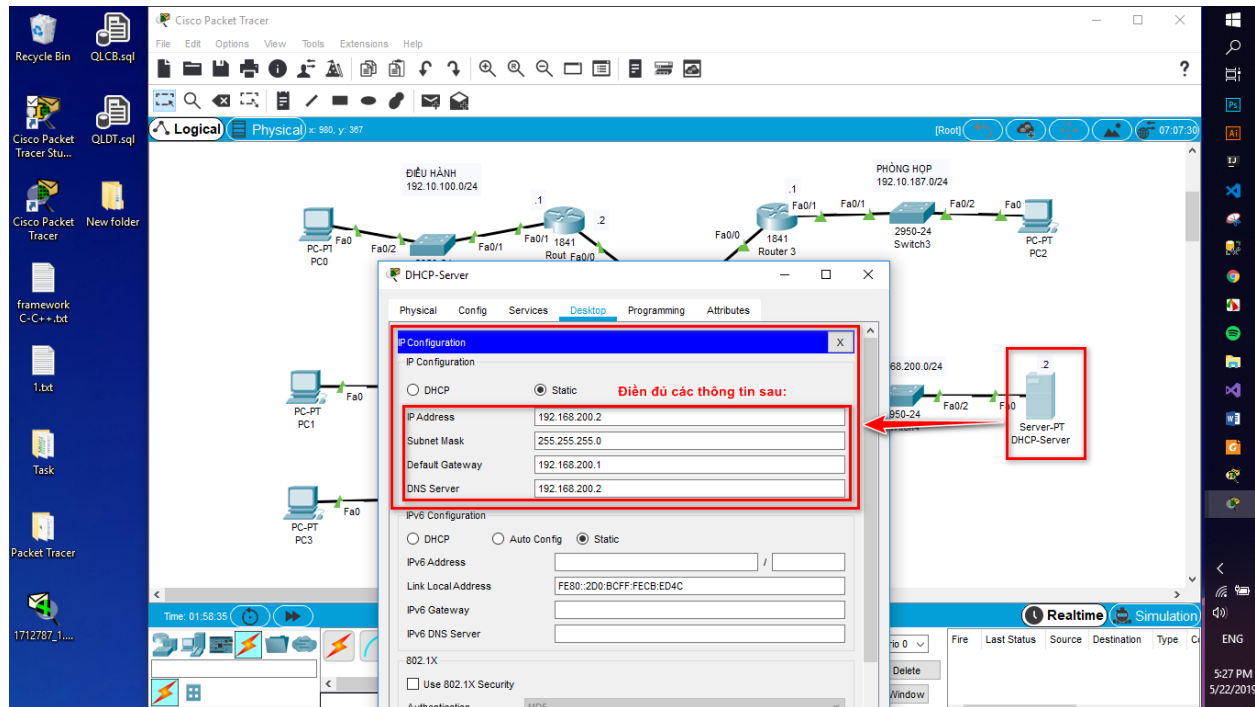 Recycle Bin
QLCB.sql
Cisco Packet
Tracer Stu...
QLDT.sql
Cisco Packet
Tracer
New folder
framework
C-C++.txt
1.txt
Task
Packet Tracer
1712787_1....
Cisco Packet Tracer
File Edit Options View Tools Extensions Help
?
Logical Physical x: 980, y: 367
[Root] 07:07:30
ĐIỀU HÀNH
192.10.100.0/24
PHÒNG HỌP
192.10.187.0/24
.1
.2
.1
PC-PT
PC0
Fa0
Fa0/2
Fa0/1
Fa0/1
1841
Rout
Fa0/0
Fa0/0
Fa0/1
1841
Router 3
Fa0/1
Fa0/2
2950-24
Switch3
Fa0
PC-PT
PC2
Fa0
PC-PT
PC1
Fa0
PC-PT
PC3
68.200.0/24
.2
950-24
Fa0/2
Server-PT
DHCP-Server
DHCP-Server
Physical Config Services Desktop Programming Attributes
IP Configuration X
IP Configuration
DHCP Static Điền đủ các thông tin sau:
IP Address 192.168.200.2
Subnet Mask 255.255.255.0
Default Gateway 192.168.200.1
DNS Server 192.168.200.2
IPv6 Configuration
DHCP Auto Config Static
IPv6 Address /
Link Local Address FE80::2D0:BCFF:FECB:ED4C
IPv6 Gateway
IPv6 DNS Server
802.1X
Use 802.1X Security
Authentication MD5
Time: 01:58:35
Realtime Simulation
rio 0
Delete
Window
Fire Last Status Source Destination Type
Ps
Ai
IJ
ENG
5:27 PM
5/22/2019